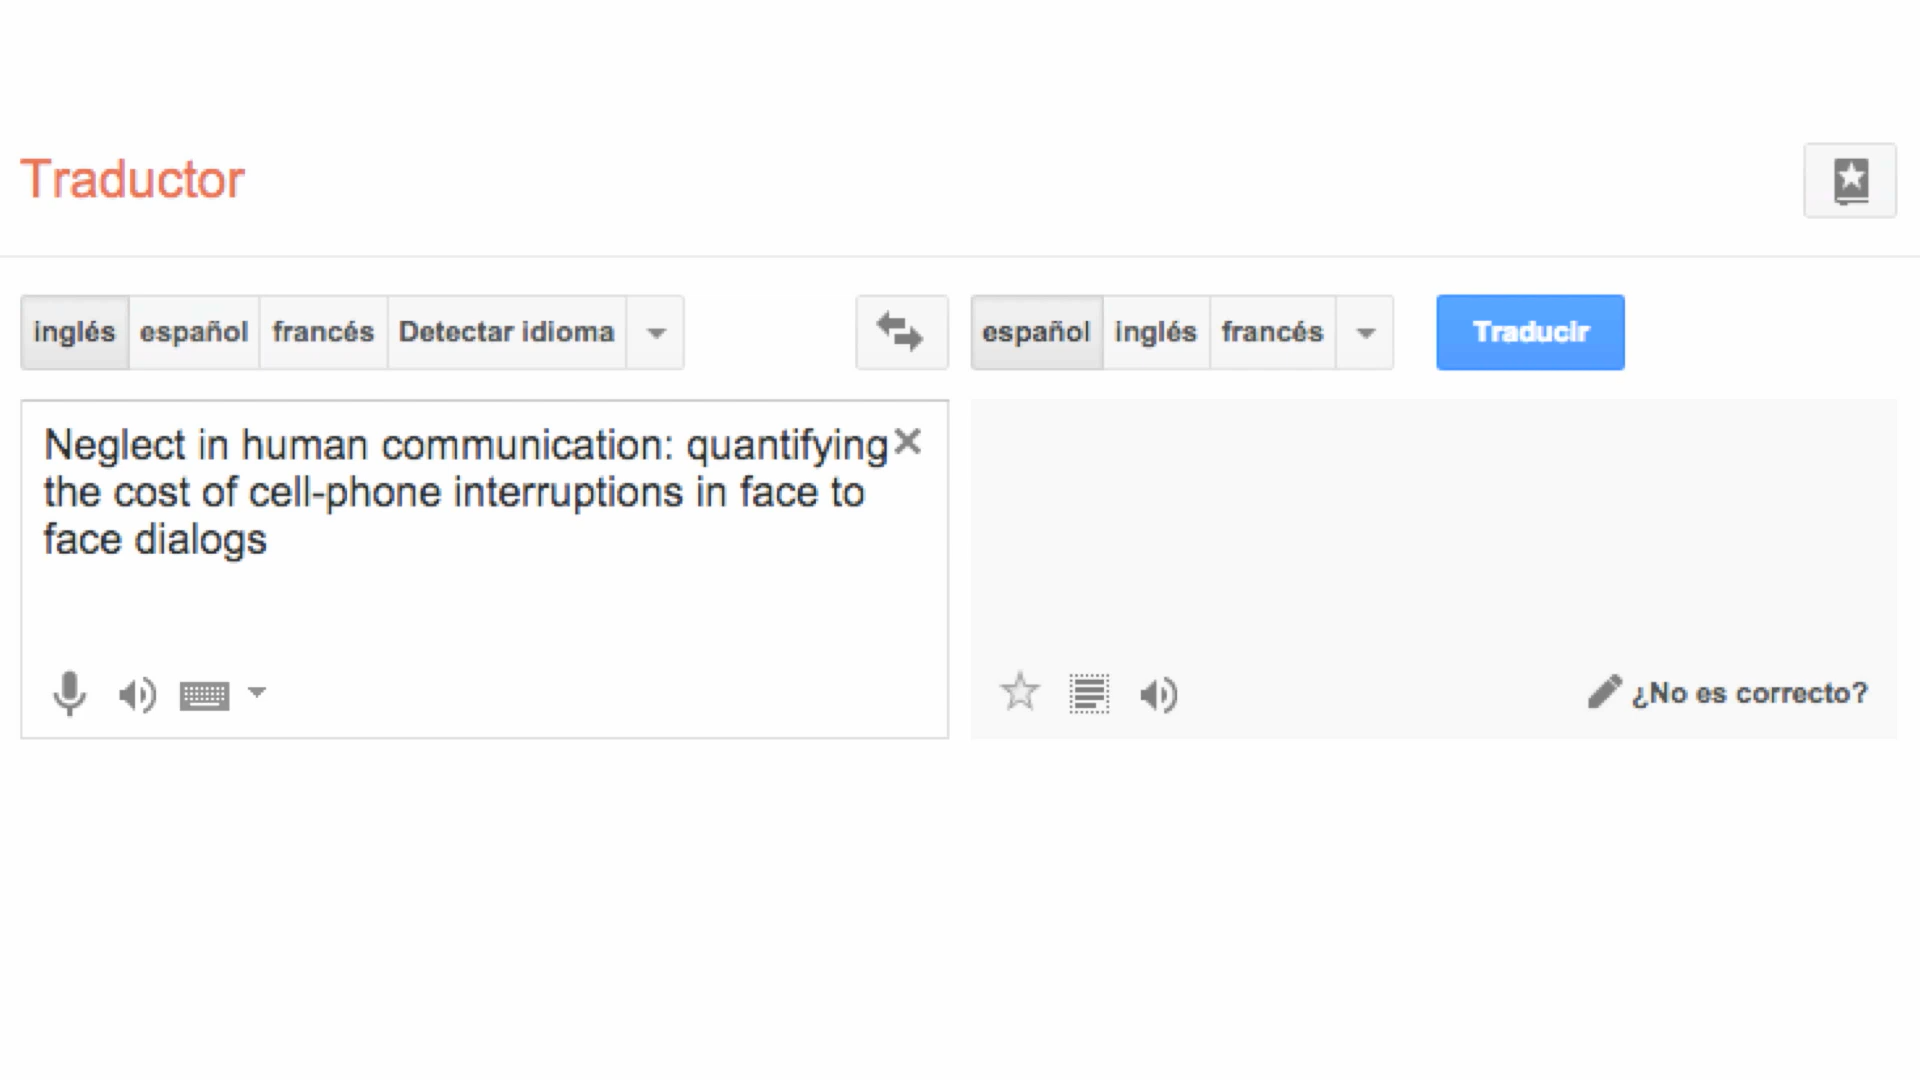 Traductor
inglés español francés Detectar idioma
español inglés francés
Traducir
Neglect in human communication: quantifying
the cost of cell-phone interruptions in face to
face dialogs
¿No es correcto?